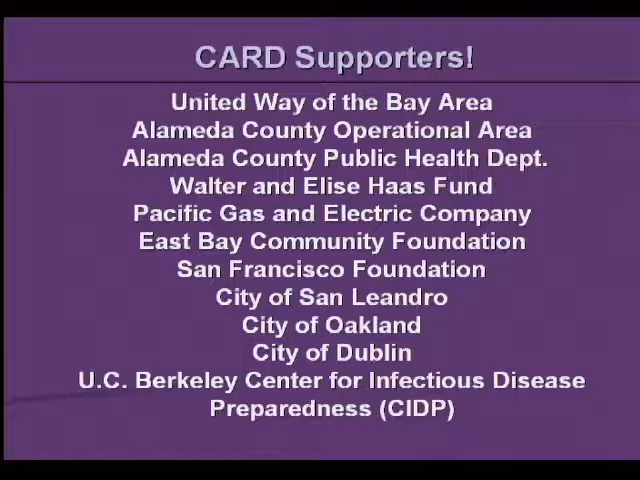 CARD Supporters!
United Way of the Bay Area
Alameda County Operational Area
Alameda County Public Health Dept.
Walter and Elise Haas Fund
Pacific Gas and Electric Company
East Bay Community Foundation
San Francisco Foundation
City of San Leandro
City of Oakland
City of Dublin
U.C. Berkeley Center for Infectious Disease
Preparedness (CIDP)